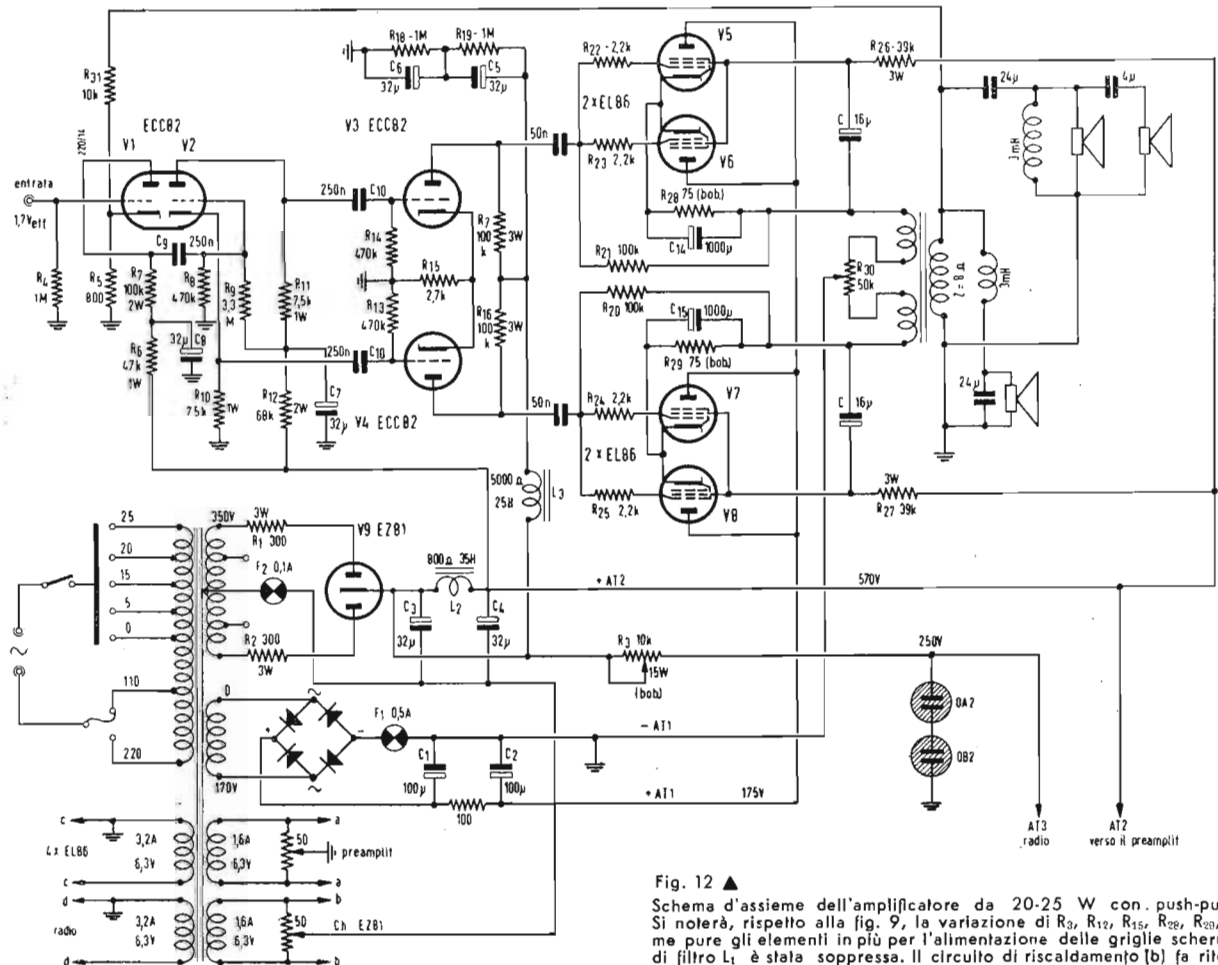 R18 - 1M
R19 - 1M
C6
32µ
C5
32µ
R31
10k
ECC82
V1
V2
220/14
entrata
1,7Veff
R4
1M
R5
800
C9
250n
R7
100k
2W
R8
470k
R9
3,3
M
R11
7,5k
1W
R6
47k
1W
32µ
C8
R10
75k
1W
R12
68k
2W
C7
32µ
V3 ECC82
250n
C10
R14
470k
R15
2,7k
R13
470k
250n
C10
V4 ECC82
R7
100
k
3W
R16
100
k
3W
50n
50n
R22 - 2,2k
V5
2xEL86
V6
R23 2,2k
R28
75 (bob.)
C14
1000µ
R21 100k
R20 100k
C15
1000µ
75 (bob)
R29
R24 2,2k
V7
2 x EL86
V8
R25 2,2k
R26-39k
3W
C
16µ
R30
50k
Z = 8 Ω
3mH
24µ
4µ
3mH
24µ
C
16µ
3W
R27 39k
5000 Ω
25H
L3
25
20
15
5
0
110
220
350V
3W
R1 300
F2 0,1A
R2 300
3W
V9 EZ81
800Ω 35H
L2
C3
32µ
C4
32µ
+AT2
570V
R3 10k
15W
(bob)
250V
0A2
0B2
0
170V
~
+
-
~
F1 0,5A
- AT1
C1
100µ
C2
100µ
100
+AT1
175V
AT3
radio
AT2
verso il preamplit
c
4 x EL86
c
3,2A
6,3V
1,6A
6,3V
a
50
preamplit
a
d
radio
d
3,2A
6,3V
1,6A
6,3V
b
50
Ch EZ81
b
Fig. 12 ▲
Schema d'assieme dell'amplificatore da 20-25 W con push-pu
Si noterà, rispetto alla fig. 9, la variazione di R3, R12, R15, R28, R29,
me pure gli elementi in più per l'alimentazione delle griglie scher
di filtro L1 è stata soppressa. Il circuito di riscaldamento (b) fa rit